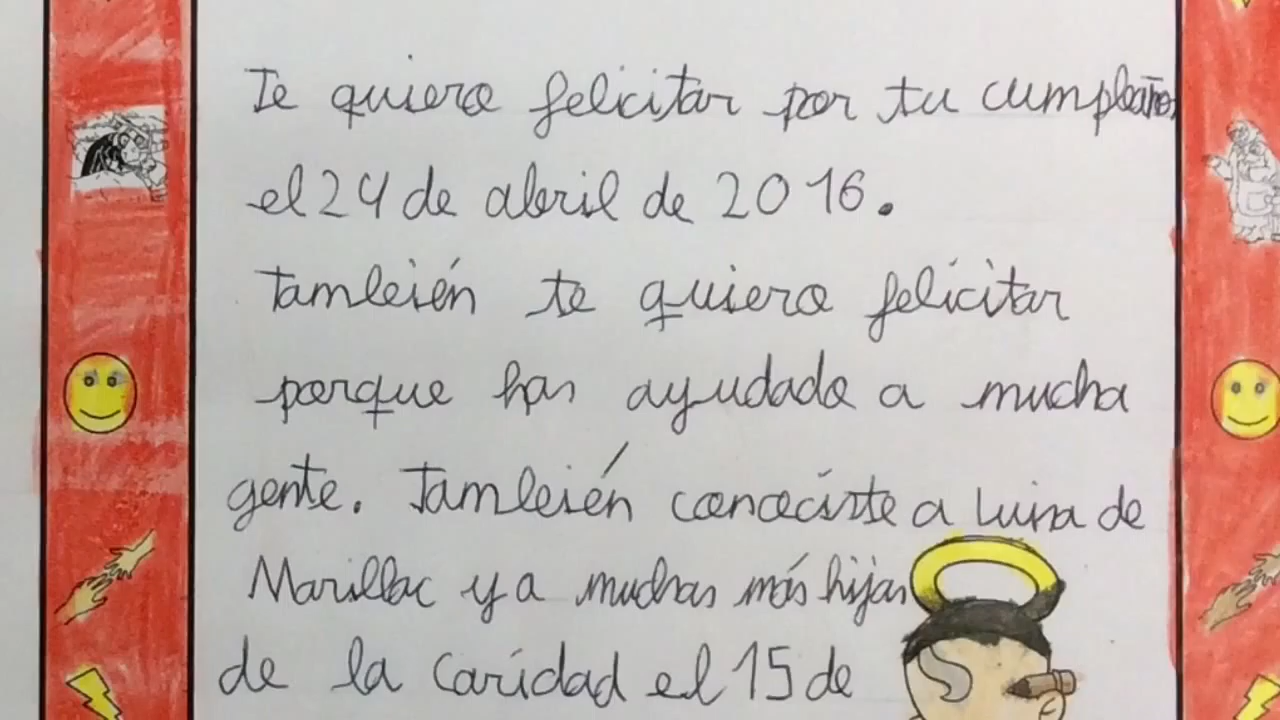 Te quiero felicitar por tu cumpleaños
el 24 de abril de 2016.
También te quiero felicitar
porque has ayudado a mucha
gente. También conociste a Luisa de
Marillac y a muchas más hijas
de la caridad el 15 de